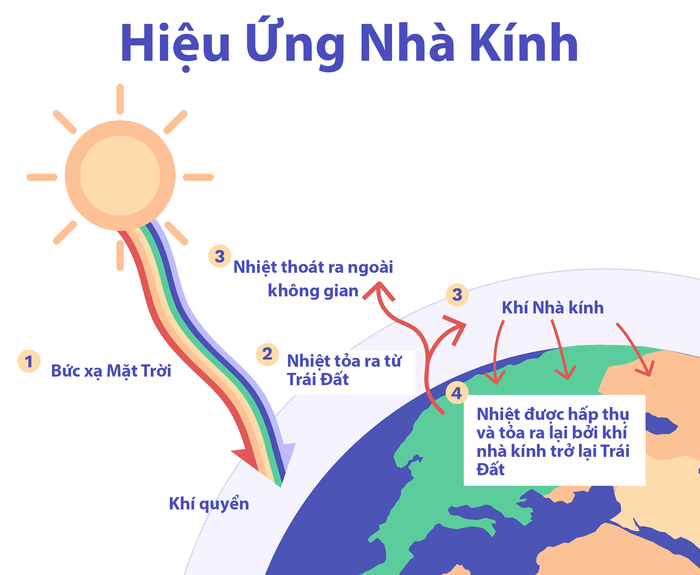 Hiệu Ứng Nhà Kính
3
Nhiệt thoát ra ngoài
không gian
3
Khí Nhà kính
1
Bức xạ Mặt Trời
2
Nhiệt tỏa ra từ
Trái Đất
4
Nhiệt được hấp thụ
và tỏa ra lại bởi khí
nhà kính trở lại Trái
Đất
Khí quyển